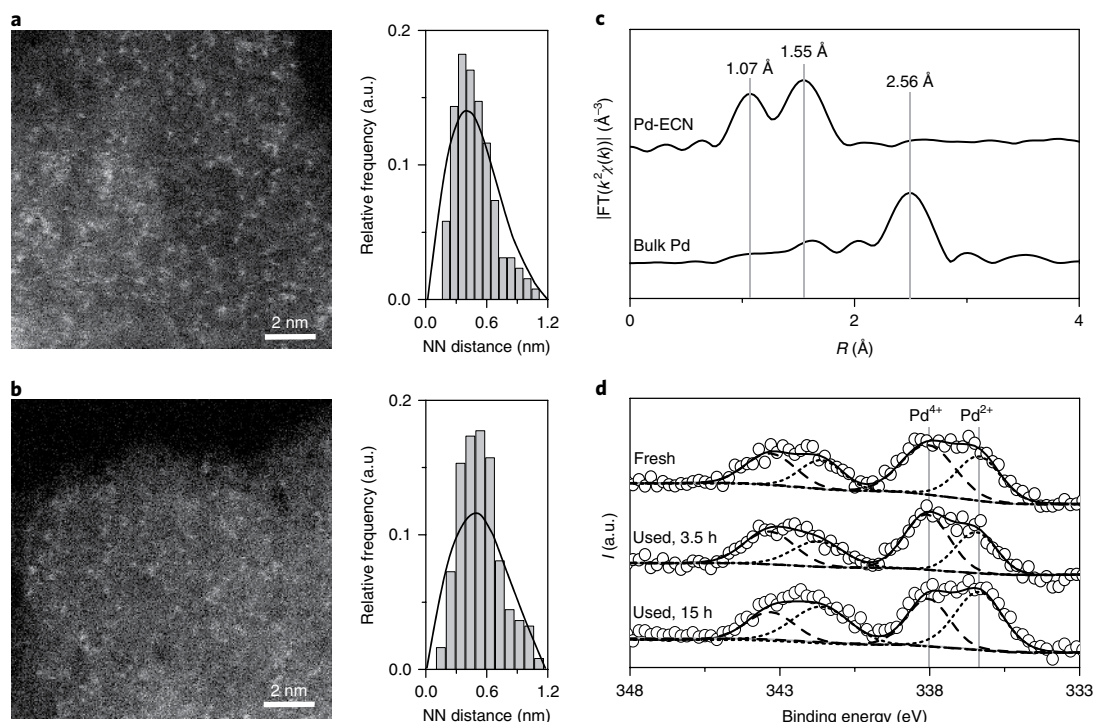 a
2 nm
0.2
0.1
0.0
Relative frequency (a.u.)
0.0 0.6 1.2
NN distance (nm)
b
2 nm
0.2
0.1
0.0
Relative frequency (a.u.)
0.0 0.6 1.2
NN distance (nm)
c
1.07 Å
1.55 Å
2.56 Å
Pd-ECN
Bulk Pd
|FT(k²χ(k))| (Å⁻³)
0 2 4
R (Å)
d
Pd⁴⁺ Pd²⁺
Fresh
Used, 3.5 h
Used, 15 h
I (a.u.)
348 343 338 333
Binding energy (eV)